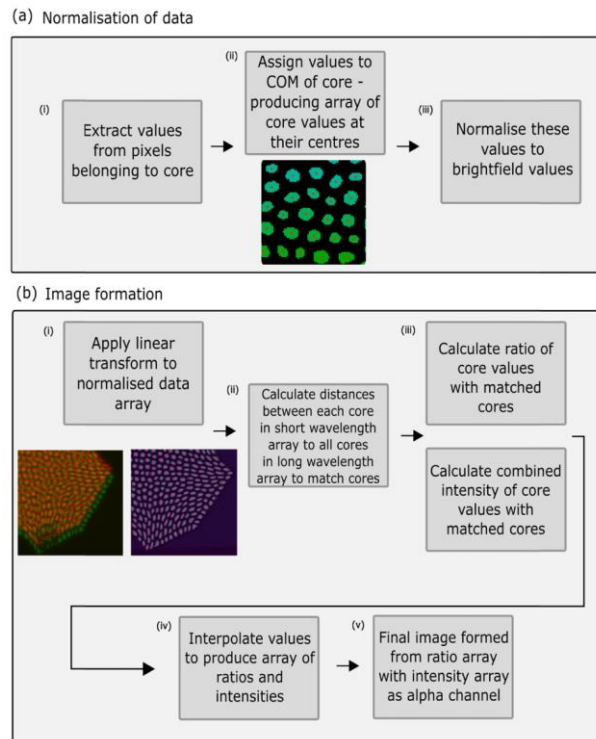 (a) Normalisation of data
(i)
Extract values
from pixels
belonging to core
(ii)
Assign values to
COM of core -
producing array of
core values at
their centres
(iii)
Normalise these
values to
brightfield values
(b) Image formation
(i)
Apply linear
transform to
normalised data
array
(ii)
Calculate distances
between each core
in short wavelength
array to all cores
in long wavelength
array to match cores
(iii)
Calculate ratio of
core values
with matched
cores
Calculate combined
intensity of core
values with
matched cores
(iv)
Interpolate values
to produce array of
ratios and
intensities
(v)
Final image formed
from ratio array
with intensity array
as alpha channel